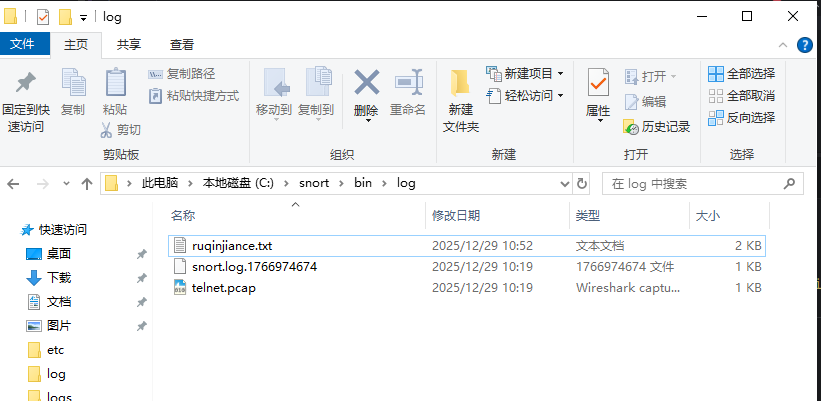 log
文件 主页 共享 查看
固定到快速访问
复制
粘贴
复制路径
粘贴快捷方式
剪切
剪贴板
移动到 复制到 删除 重命名
组织
新建文件夹
新建项目
轻松访问
新建
属性
打开
编辑
历史记录
打开
全部选择
全部取消
反向选择
选择
此电脑 本地磁盘 (C:) snort bin log
在 log 中搜索
名称 修改日期 类型 大小
快速访问
桌面
下载
文档
图片
etc
log
logs
ruqinjiance.txt 2025/12/29 10:52 文本文档 2 KB
snort.log.1766974674 2025/12/29 10:19 1766974674 文件 1 KB
telnet.pcap 2025/12/29 10:19 Wireshark captu... 1 KB